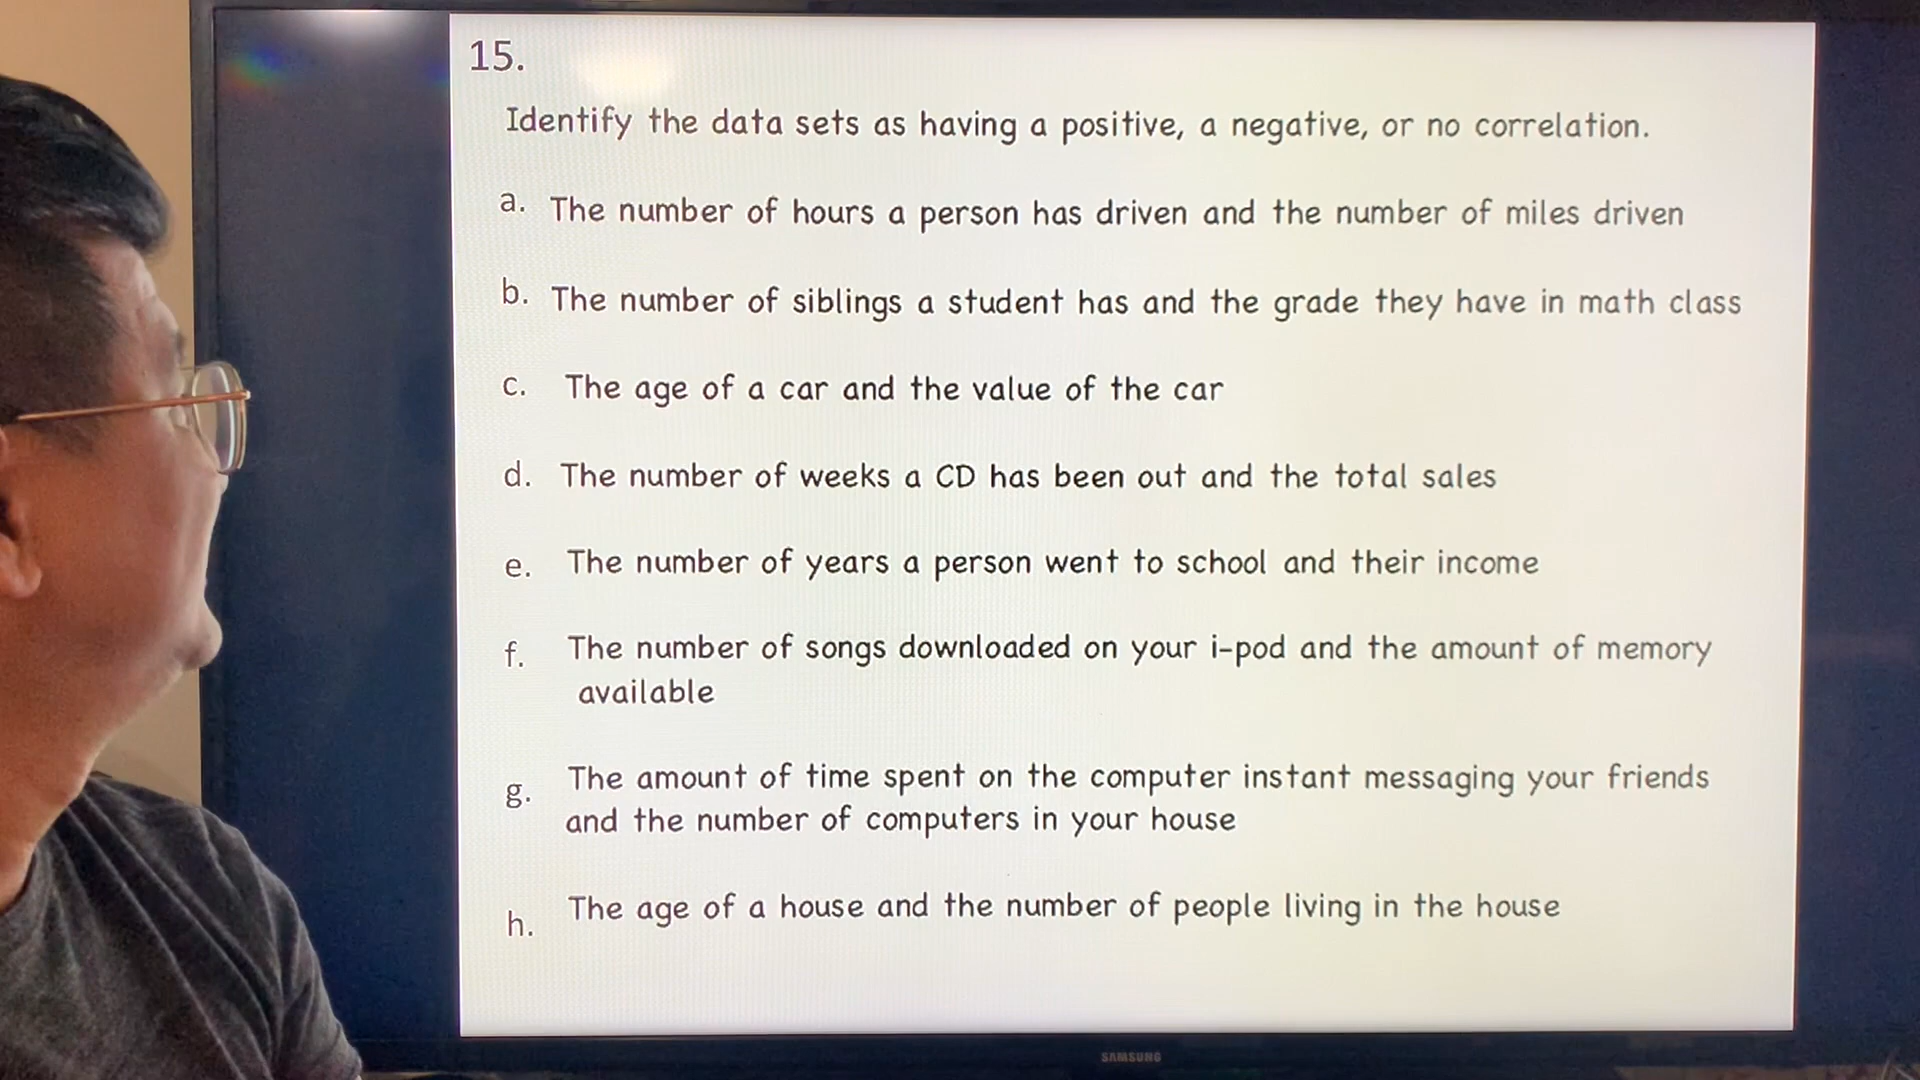 15.
Identify the data sets as having a positive, a negative, or no correlation.
a. The number of hours a person has driven and the number of miles driven
b. The number of siblings a student has and the grade they have in math class
c. The age of a car and the value of the car
d. The number of weeks a CD has been out and the total sales
e. The number of years a person went to school and their income
f. The number of songs downloaded on your i-pod and the amount of memory
available
g. The amount of time spent on the computer instant messaging your friends
and the number of computers in your house
h. The age of a house and the number of people living in the house
SAMSUNG